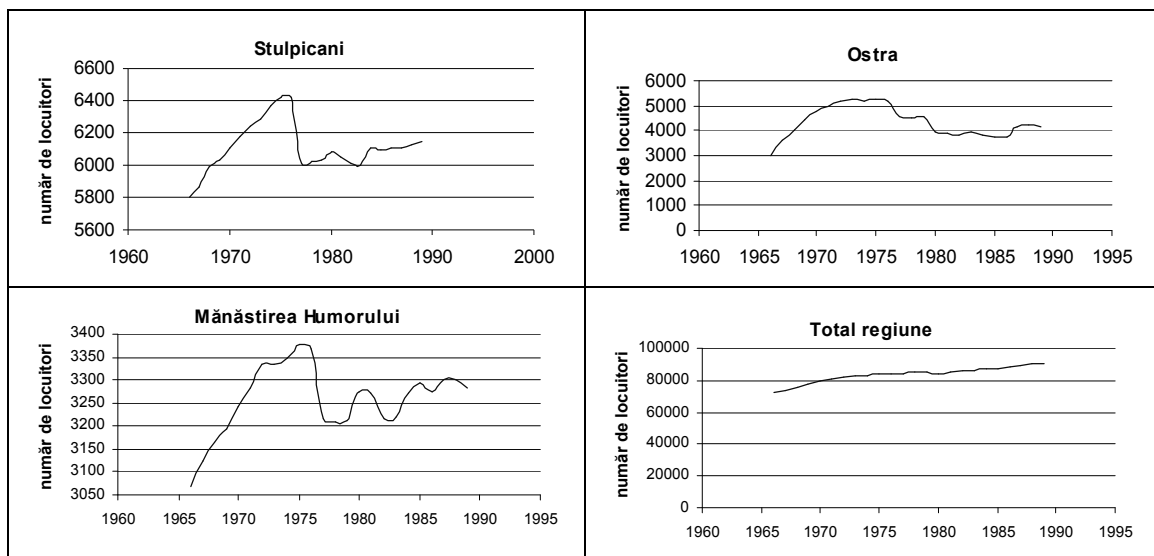 Stulpicani
număr de locuitori
6600
6400
6200
6000
5800
5600
1960 1970 1980 1990 2000
Ostra
număr de locuitori
6000
5000
4000
3000
2000
1000
0
1960 1965 1970 1975 1980 1985 1990 1995
Mănăstirea Humorului
număr de locuitori
3400
3350
3300
3250
3200
3150
3100
3050
1960 1965 1970 1975 1980 1985 1990 1995
Total regiune
număr de locuitori
100000
80000
60000
40000
20000
0
1960 1965 1970 1975 1980 1985 1990 1995